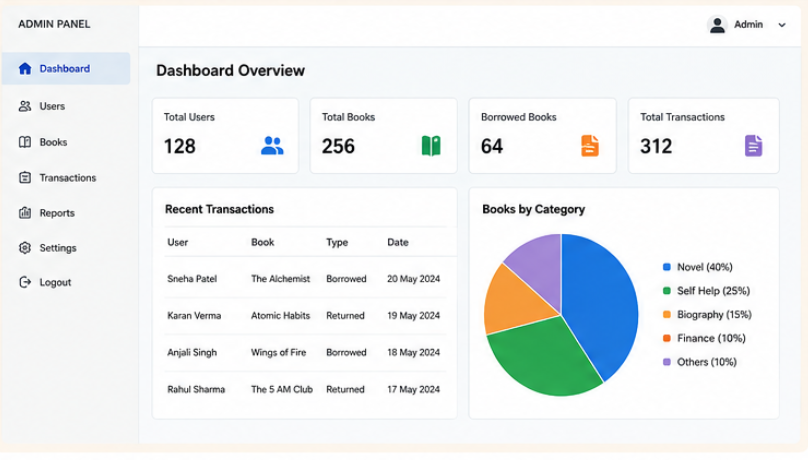 ADMIN PANEL
Admin
Dashboard
Users
Books
Transactions
Reports
Settings
Logout
Dashboard Overview
Total Users
128
Total Books
256
Borrowed Books
64
Total Transactions
312
Recent Transactions
User Book Type Date
Sneha Patel The Alchemist Borrowed 20 May 2024
Karan Verma Atomic Habits Returned 19 May 2024
Anjali Singh Wings of Fire Borrowed 18 May 2024
Rahul Sharma The 5 AM Club Returned 17 May 2024
Books by Category
Novel (40%)
Self Help (25%)
Biography (15%)
Finance (10%)
Others (10%)